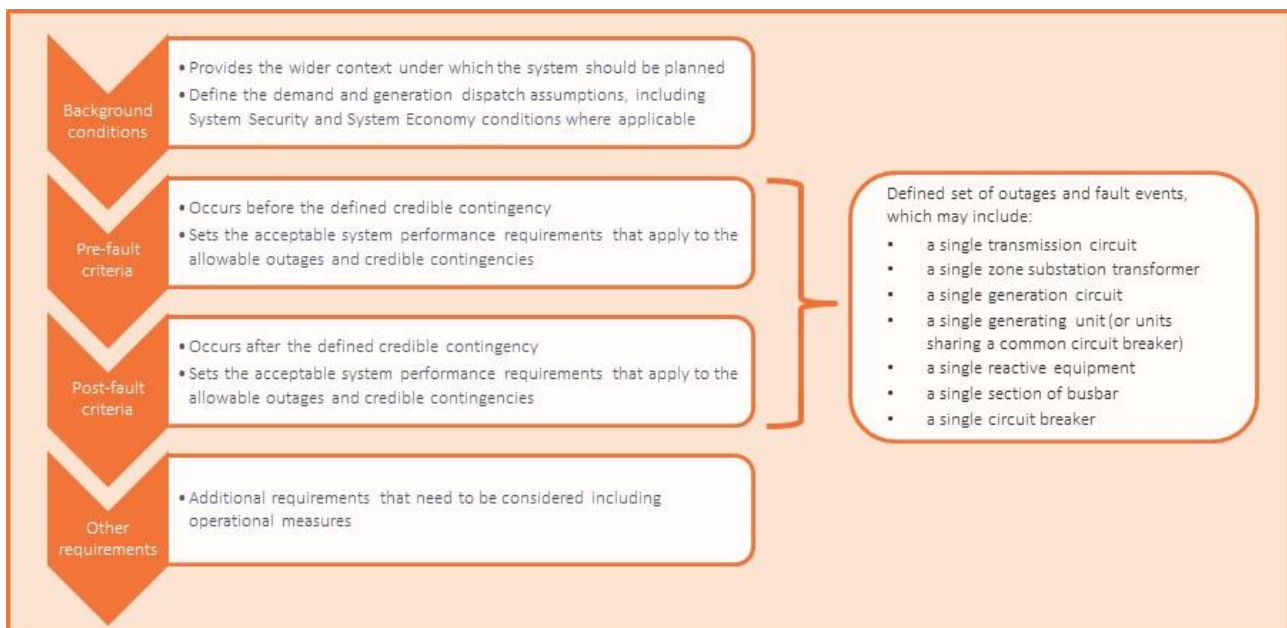 Background
conditions
• Provides the wider context under which the system should be planned
• Define the demand and generation dispatch assumptions, including
System Security and System Economy conditions where applicable
Pre-fault
criteria
• Occurs before the defined credible contingency
• Sets the acceptable system performance requirements that apply to the
allowable outages and credible contingencies
Post-fault
criteria
• Occurs after the defined credible contingency
• Sets the acceptable system performance requirements that apply to the
allowable outages and credible contingencies
Other
requirements
• Additional requirements that need to be considered including
operational measures
Defined set of outages and fault events,
which may include:
• a single transmission circuit
• a single zone substation transformer
• a single generation circuit
• a single generating unit (or units
sharing a common circuit breaker)
• a single reactive equipment
• a single section of busbar
• a single circuit breaker